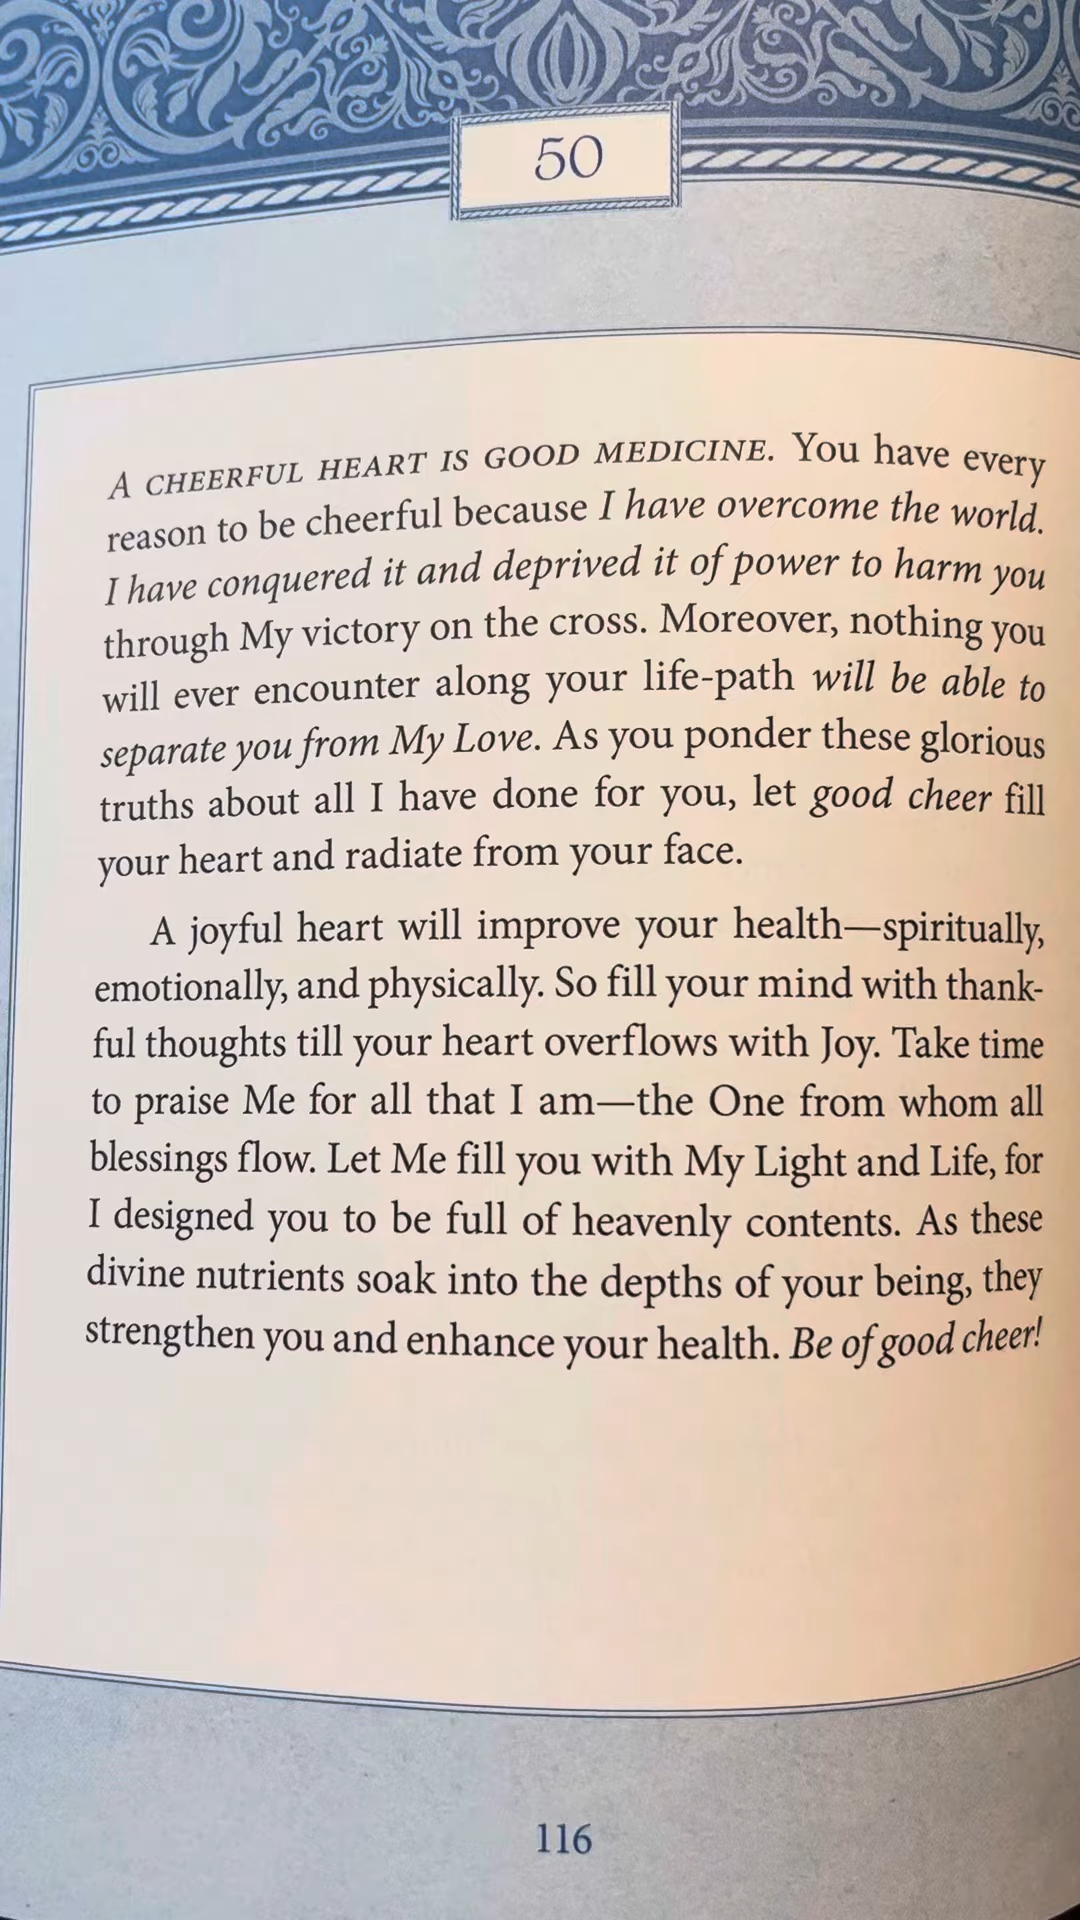 50
A CHEERFUL HEART IS GOOD MEDICINE. You have every
reason to be cheerful because I have overcome the world.
I have conquered it and deprived it of power to harm you
through My victory on the cross. Moreover, nothing you
will ever encounter along your life-path will be able to
separate you from My Love. As you ponder these glorious
truths about all I have done for you, let good cheer fill
your heart and radiate from your face.
A joyful heart will improve your health—spiritually,
emotionally, and physically. So fill your mind with thank-
ful thoughts till your heart overflows with Joy. Take time
to praise Me for all that I am—the One from whom all
blessings flow. Let Me fill you with My Light and Life, for
I designed you to be full of heavenly contents. As these
divine nutrients soak into the depths of your being, they
strengthen you and enhance your health. Be of good cheer!
116